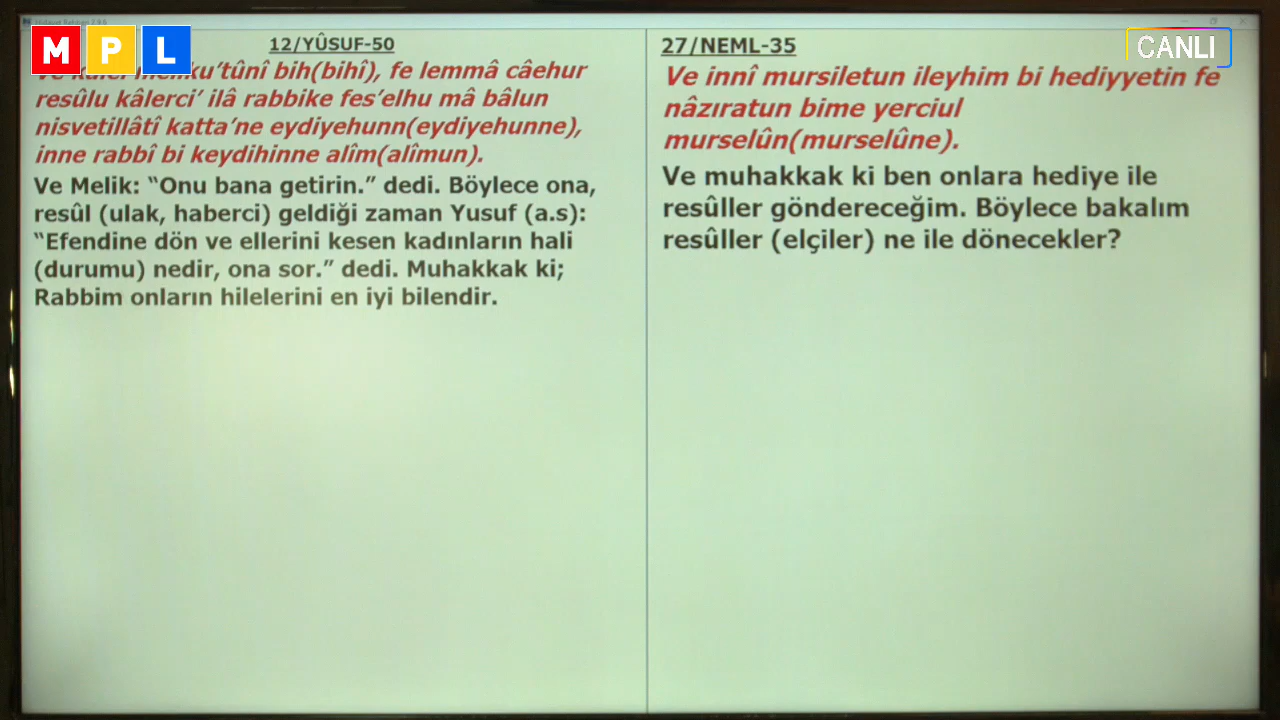 MPL
CANLI
12/YÛSUF-50
resûlu kâlerci’ ilâ rabbike fes’elhu mâ bâlun
nisvetillâtî katta’ne eydiyehunn(eydiyehunne),
inne rabbî bi keydihinne alîm(alîmun).
Ve Melik: “Onu bana getirin.” dedi. Böylece ona,
resûl (ulak, haberci) geldiği zaman Yusuf (a.s):
“Efendine dön ve ellerini kesen kadınların hali
(durumu) nedir, ona sor.” dedi. Muhakkak ki;
Rabbim onların hilelerini en iyi bilendir.
27/NEML-35
Ve innî mursiletun ileyhim bi hediyyetin fe
nâzıratun bime yerciul
murselûn(murselûne).
Ve muhakkak ki ben onlara hediye ile
resûller göndereceğim. Böylece bakalım
resûller (elçiler) ne ile dönecekler?